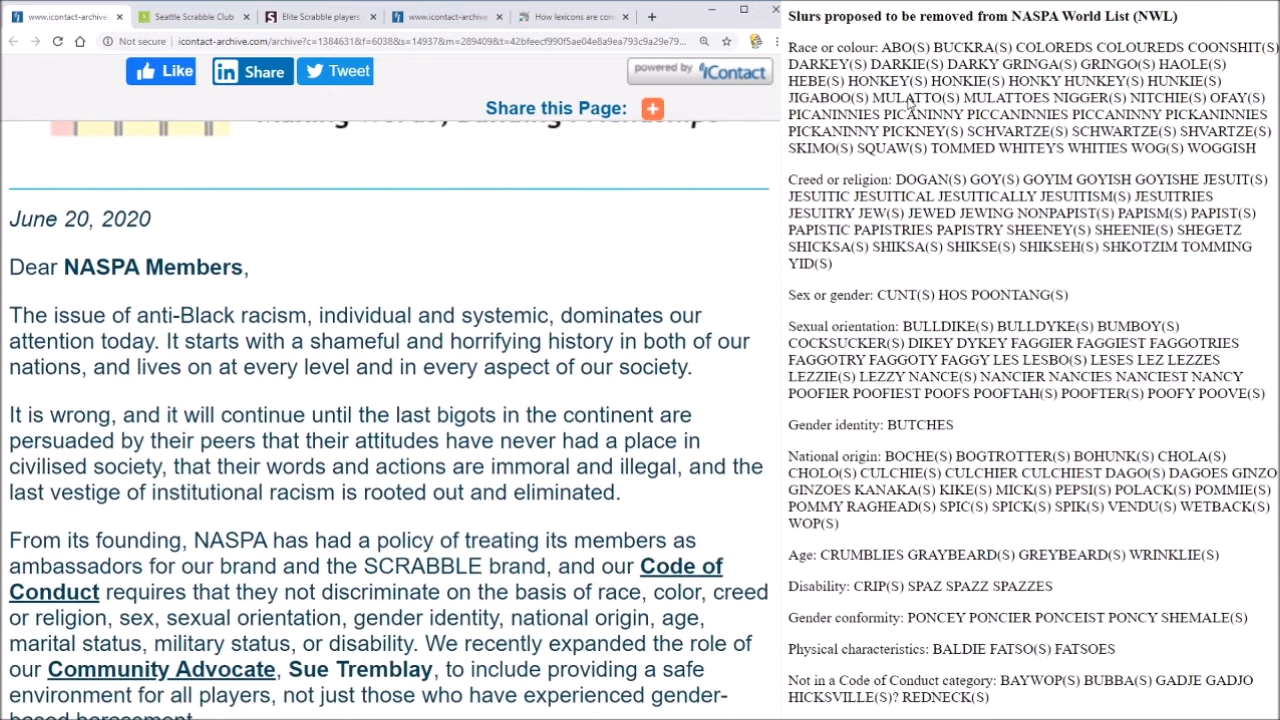 www.icontact-archive
Seattle Scrabble Club
Elite Scrabble players
www.icontact-archive
How lexicons are con
Not secure
icontact-archive.com/archive?c=1384631&f=6038&s=14937&m=289409&t=42bfeecf990f5ae04e8a9ea793c9a29e79...
Like
Share
Tweet
powered by iContact
Share this Page:
June 20, 2020
Dear NASPA Members,
The issue of anti-Black racism, individual and systemic, dominates our
attention today. It starts with a shameful and horrifying history in both of our
nations, and lives on at every level and in every aspect of our society.
It is wrong, and it will continue until the last bigots in the continent are
persuaded by their peers that their attitudes have never had a place in
civilised society, that their words and actions are immoral and illegal, and the
last vestige of institutional racism is rooted out and eliminated.
From its founding, NASPA has had a policy of treating its members as
ambassadors for our brand and the SCRABBLE brand, and our Code of
Conduct requires that they not discriminate on the basis of race, color, creed
or religion, sex, sexual orientation, gender identity, national origin, age,
marital status, military status, or disability. We recently expanded the role of
our Community Advocate, Sue Tremblay, to include providing a safe
environment for all players, not just those who have experienced gender-
based harassment
Slurs proposed to be removed from NASPA World List (NWL)
Race or colour: ABO(S) BUCKRA(S) COLOREDS COLOUREDS COONSHIT(S)
DARKEY(S) DARKIE(S) DARKY GRINGA(S) GRINGO(S) HAOLE(S)
HEBE(S) HONKEY(S) HONKIE(S) HONKY HUNKEY(S) HUNKIE(S)
JIGABOO(S) MULATTO(S) MULATTOES NIGGER(S) NITCHIE(S) OFAY(S)
PICANINNIES PICANINNY PICCANINNIES PICCANINNY PICKANINNIES
PICKANINNY PICKNEY(S) SCHVARTZE(S) SCHWARTZE(S) SHVARTZE(S)
SKIMO(S) SQUAW(S) TOMMED WHITEYS WHITIES WOG(S) WOGGISH
Creed or religion: DOGAN(S) GOY(S) GOYIM GOYISH GOYISHE JESUIT(S)
JESUITIC JESUITICAL JESUITICALLY JESUITISM(S) JESUITRIES
JESUITRY JEW(S) JEWED JEWING NONPAPIST(S) PAPISM(S) PAPIST(S)
PAPISTIC PAPISTRIES PAPISTRY SHEENEY(S) SHEENIE(S) SHEGETZ
SHICKSA(S) SHIKSA(S) SHIKSE(S) SHIKSEH(S) SHKOTZIM TOMMING
YID(S)
Sex or gender: CUNT(S) HOS POONTANG(S)
Sexual orientation: BULLDIKE(S) BULLDYKE(S) BUMBOY(S)
COCKSUCKER(S) DIKEY DYKEY FAGGIER FAGGIEST FAGGOTRIES
FAGGOTRY FAGGOTY FAGGY LES LESBO(S) LESES LEZ LEZZES
LEZZIE(S) LEZZY NANCE(S) NANCIER NANCIES NANCIEST NANCY
POOFIER POOFIEST POOFS POOFTAH(S) POOFTER(S) POOFY POOVE(S)
Gender identity: BUTCHES
National origin: BOCHE(S) BOGTROTTER(S) BOHUNK(S) CHOLA(S)
CHOLO(S) CULCHIE(S) CULCHIER CULCHIEST DAGO(S) DAGOES GINZO
GINZOES KANAKA(S) KIKE(S) MICK(S) PEPSI(S) POLACK(S) POMMIE(S)
POMMY RAGHEAD(S) SPIC(S) SPICK(S) SPIK(S) VENDU(S) WETBACK(S)
WOP(S)
Age: CRUMBLIES GRAYBEARD(S) GREYBEARD(S) WRINKLIE(S)
Disability: CRIP(S) SPAZ SPAZZ SPAZZES
Gender conformity: PONCEY PONCIER PONCEIST PONCY SHEMALE(S)
Physical characteristics: BALDIE FATSO(S) FATSOES
Not in a Code of Conduct category: BAYWOP(S) BUBBA(S) GADJE GADJO
HICKSVILLE(S)? REDNECK(S)